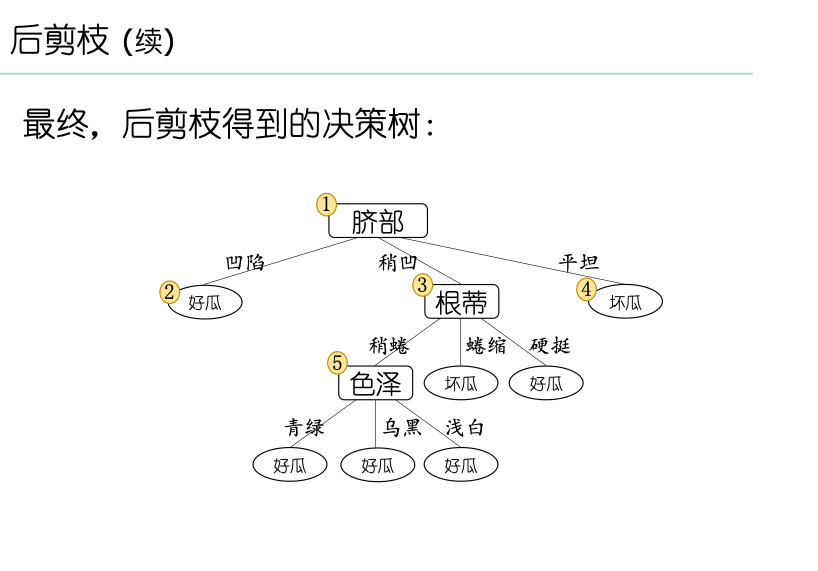 后剪枝 (续)
最终，后剪枝得到的决策树：
1
脐部
凹陷 稍凹 平坦
2 好瓜 3 根蒂 4 坏瓜
稍蜷 蜷缩 硬挺
5 色泽 坏瓜 好瓜
青绿 乌黑 浅白
好瓜 好瓜 好瓜